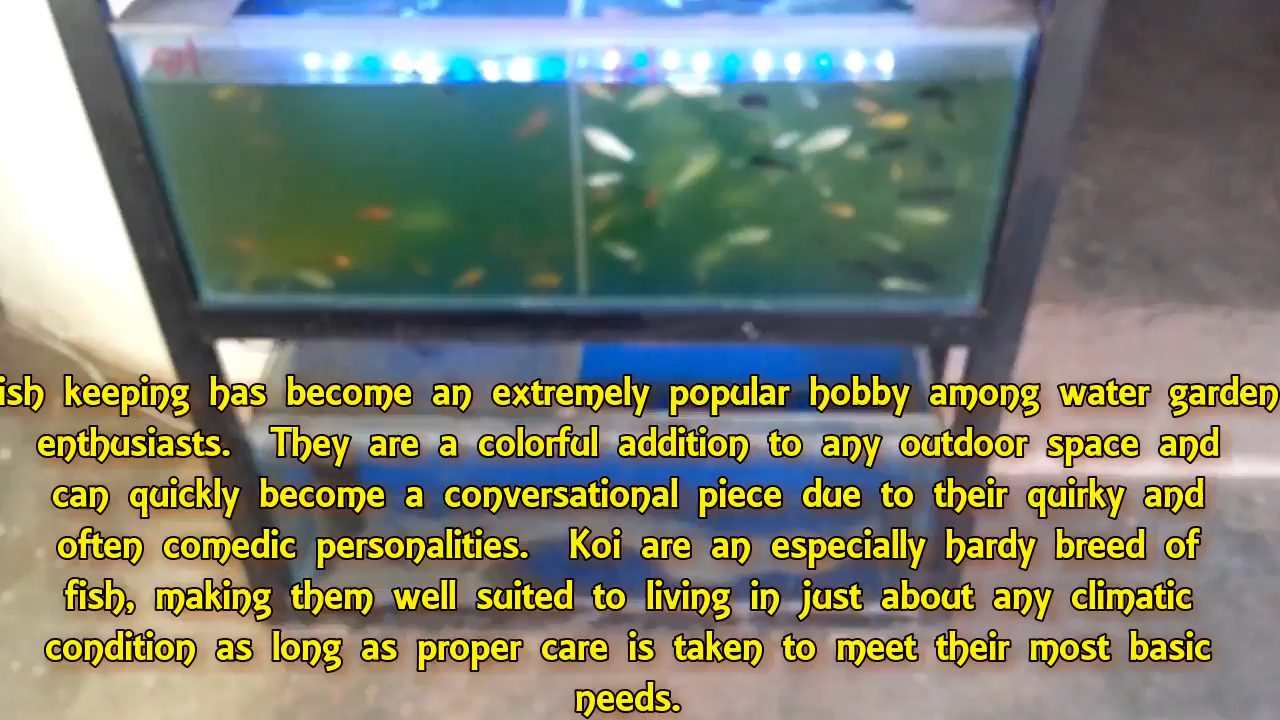 ish keeping has become an extremely popular hobby among water garden
enthusiasts. They are a colorful addition to any outdoor space and
can quickly become a conversational piece due to their quirky and
often comedic personalities. Koi are an especially hardy breed of
fish, making them well suited to living in just about any climatic
condition as long as proper care is taken to meet their most basic
needs.